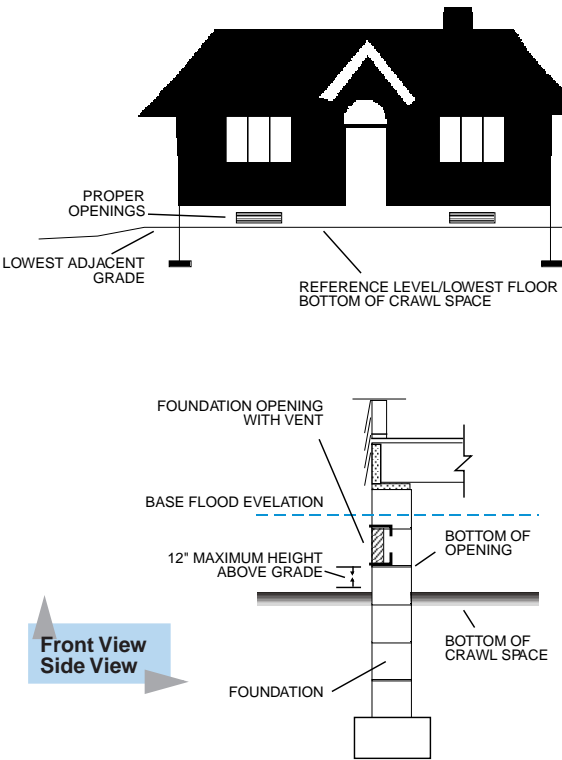 PROPER
OPENINGS
LOWEST ADJACENT
GRADE
REFERENCE LEVEL/LOWEST FLOOR
BOTTOM OF CRAWL SPACE
FOUNDATION OPENING
WITH VENT
BASE FLOOD EVELATION
12" MAXIMUM HEIGHT
ABOVE GRADE
BOTTOM OF
OPENING
Front View
Side View
BOTTOM OF
CRAWL SPACE
FOUNDATION